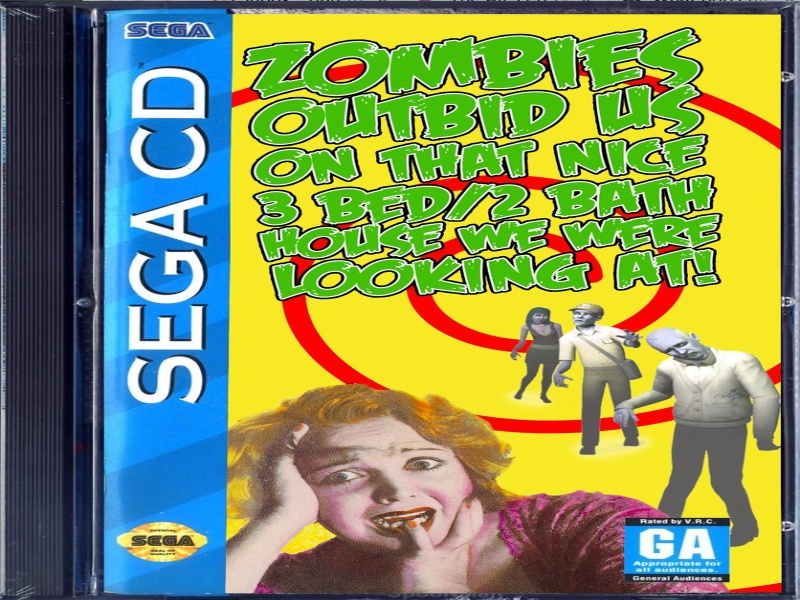 SEGA
SEGA CD™
ZOMBIES
OUTBID US
ON THAT NICE
3 BED/2 BATH
HOUSE WE WERE
LOOKING AT!
OFFICIAL
SEGA
SEAL OF
QUALITY
Rated by V.R.C.
GA
Appropriate for
all audiences.
General Audiences